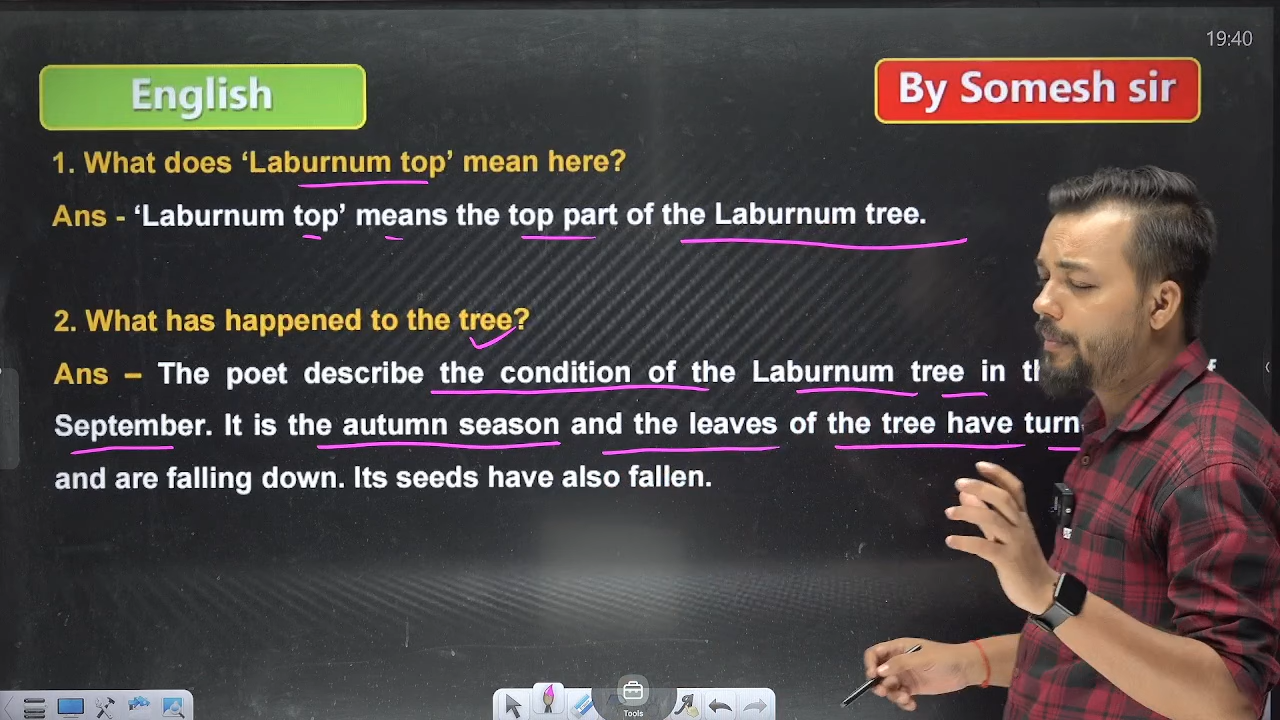 19:40
English
By Somesh sir
1. What does ‘Laburnum top’ mean here?
Ans - ‘Laburnum top’ means the top part of the Laburnum tree.
2. What has happened to the tree?
Ans – The poet describe the condition of the Laburnum tree in
September. It is the autumn season and the leaves of the tree have
and are falling down. Its seeds have also fallen.
Tools